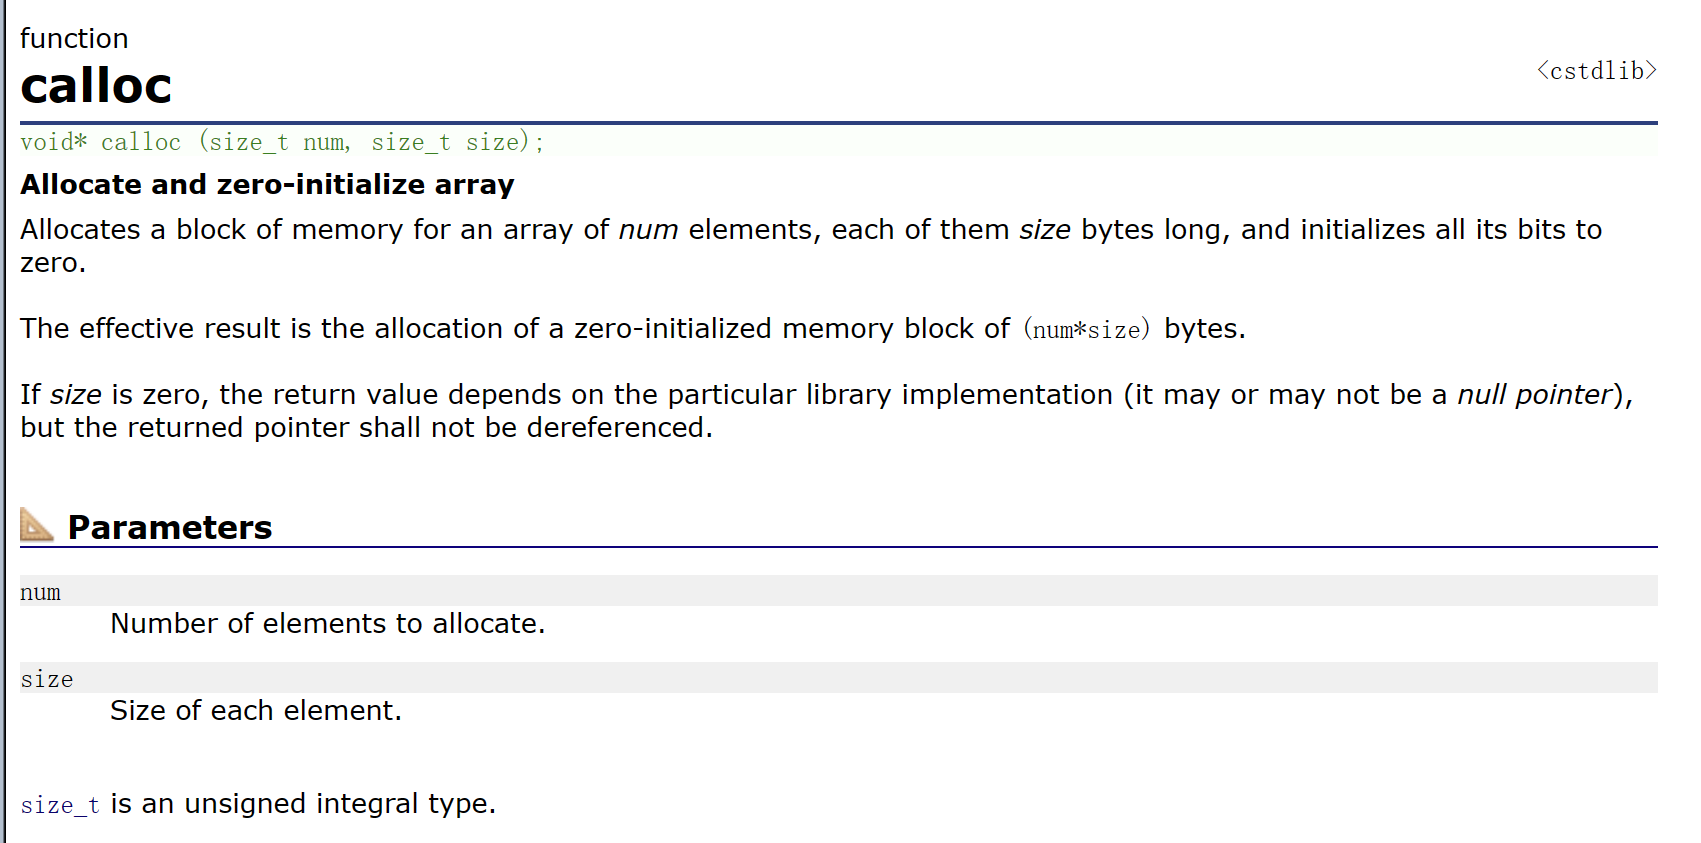 function
calloc
<cstdlib>
void* calloc (size_t num, size_t size);
Allocate and zero-initialize array
Allocates a block of memory for an array of num elements, each of them size bytes long, and initializes all its bits to
zero.
The effective result is the allocation of a zero-initialized memory block of (num*size) bytes.
If size is zero, the return value depends on the particular library implementation (it may or may not be a null pointer),
but the returned pointer shall not be dereferenced.
Parameters
num
Number of elements to allocate.
size
Size of each element.
size_t is an unsigned integral type.